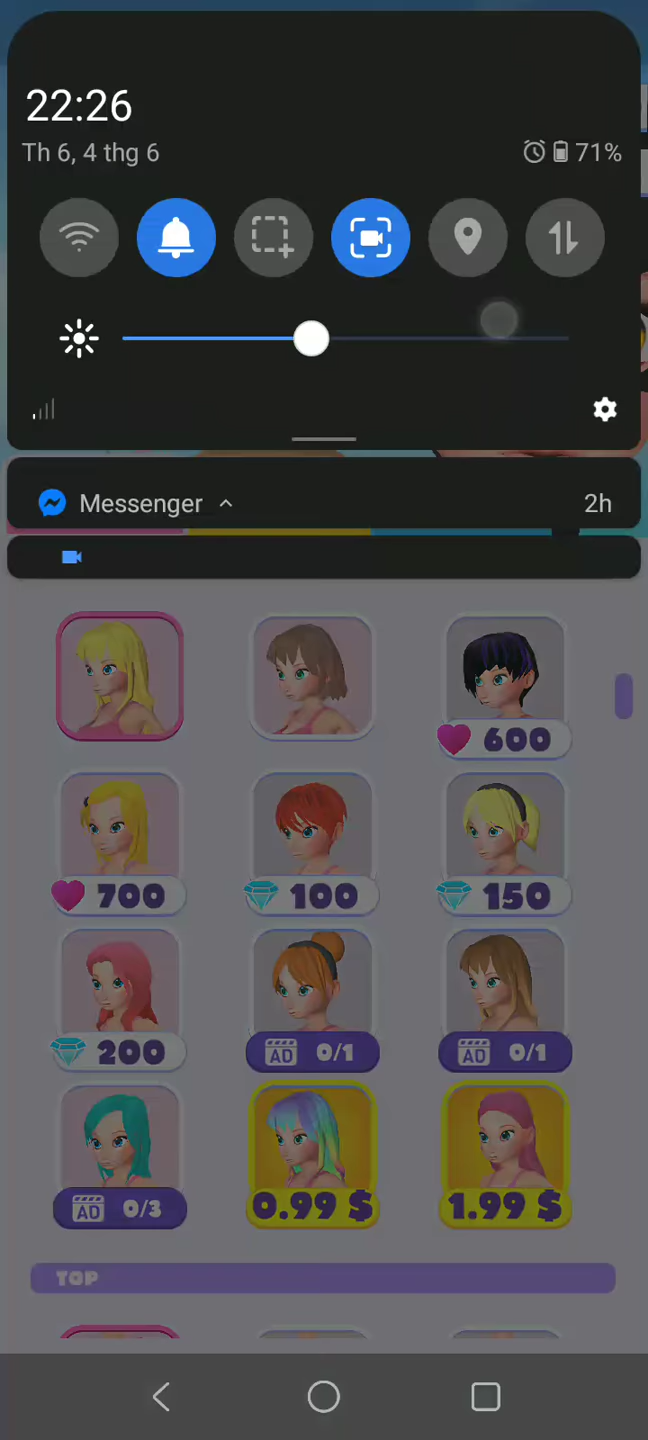 22:26
Th 6, 4 thg 6
71%
Messenger
2h
600
700
100
150
200
AD 0/1
AD 0/1
AD 0/3
0.99 $
1.99 $
TOP